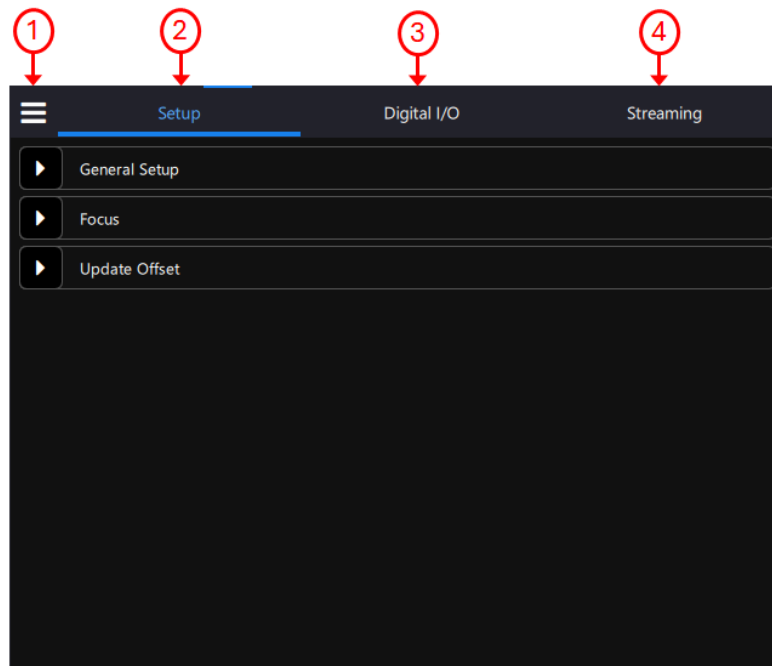 1 2 3 4
Setup Digital I/O Streaming
General Setup
Focus
Update Offset